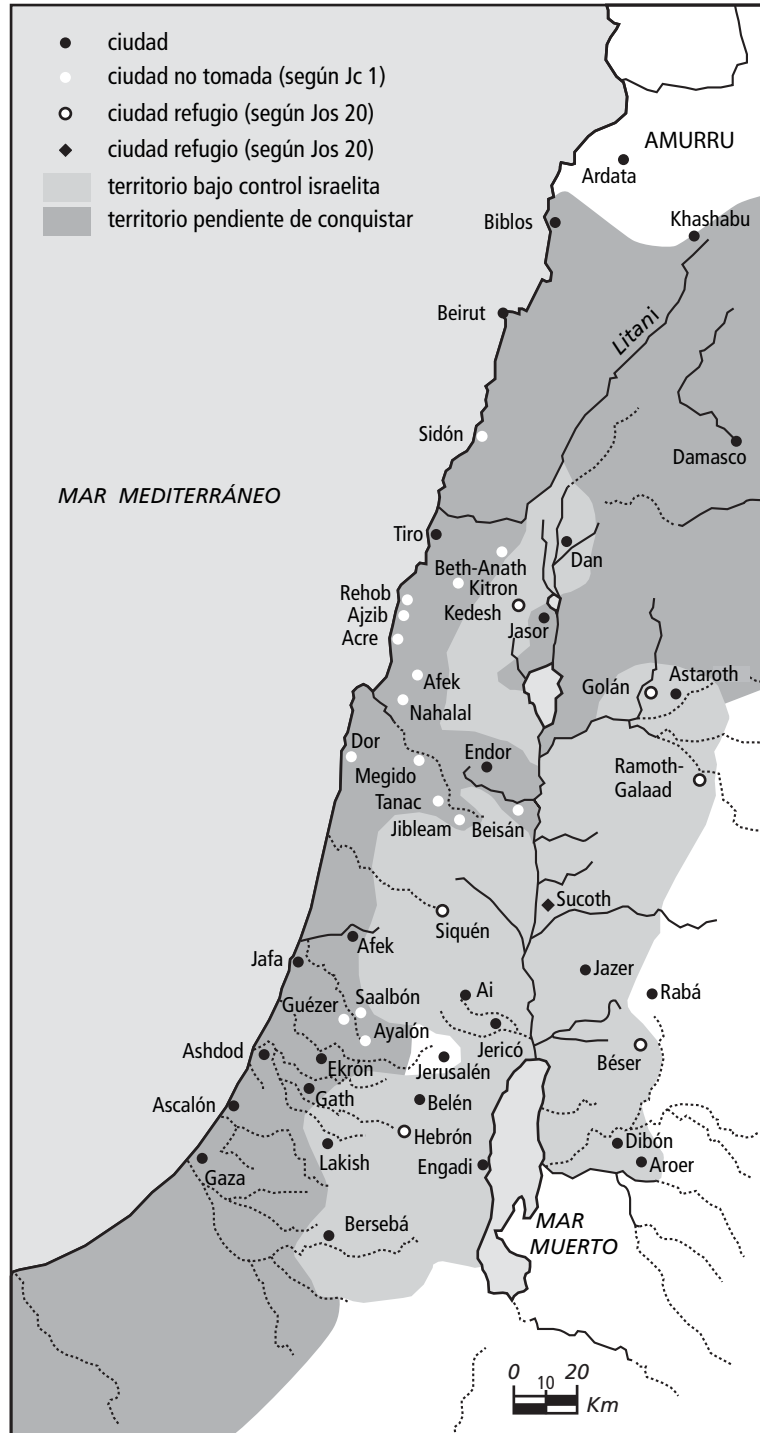 ciudad
ciudad no tomada (según Jc 1)
ciudad refugio (según Jos 20)
ciudad refugio (según Jos 20)
territorio bajo control israelita
territorio pendiente de conquistar
AMURRU
Ardata
Biblos
Khashabu
Beirut
Litani
Sidón
Damasco
MAR MEDITERRÁNEO
Tiro
Beth-Anath
Dan
Kitron
Rehob
Ajzib
Kedesh
Jasor
Acre
Afek
Golán
Astaroth
Nahalal
Dor
Endor
Megido
Ramoth-
Galaad
Tanac
Jibleam
Beisán
Sucoth
Siquén
Afek
Jafa
Jazer
Ai
Rabá
Saalbón
Guézer
Ayalón
Jericó
Ashdod
Ekrón
Jerusalén
Béser
Gath
Belén
Ascalón
Hebrón
Dibón
Lakish
Engadi
Aroer
Gaza
Bersebá
MAR
MUERTO
0 10 20
Km